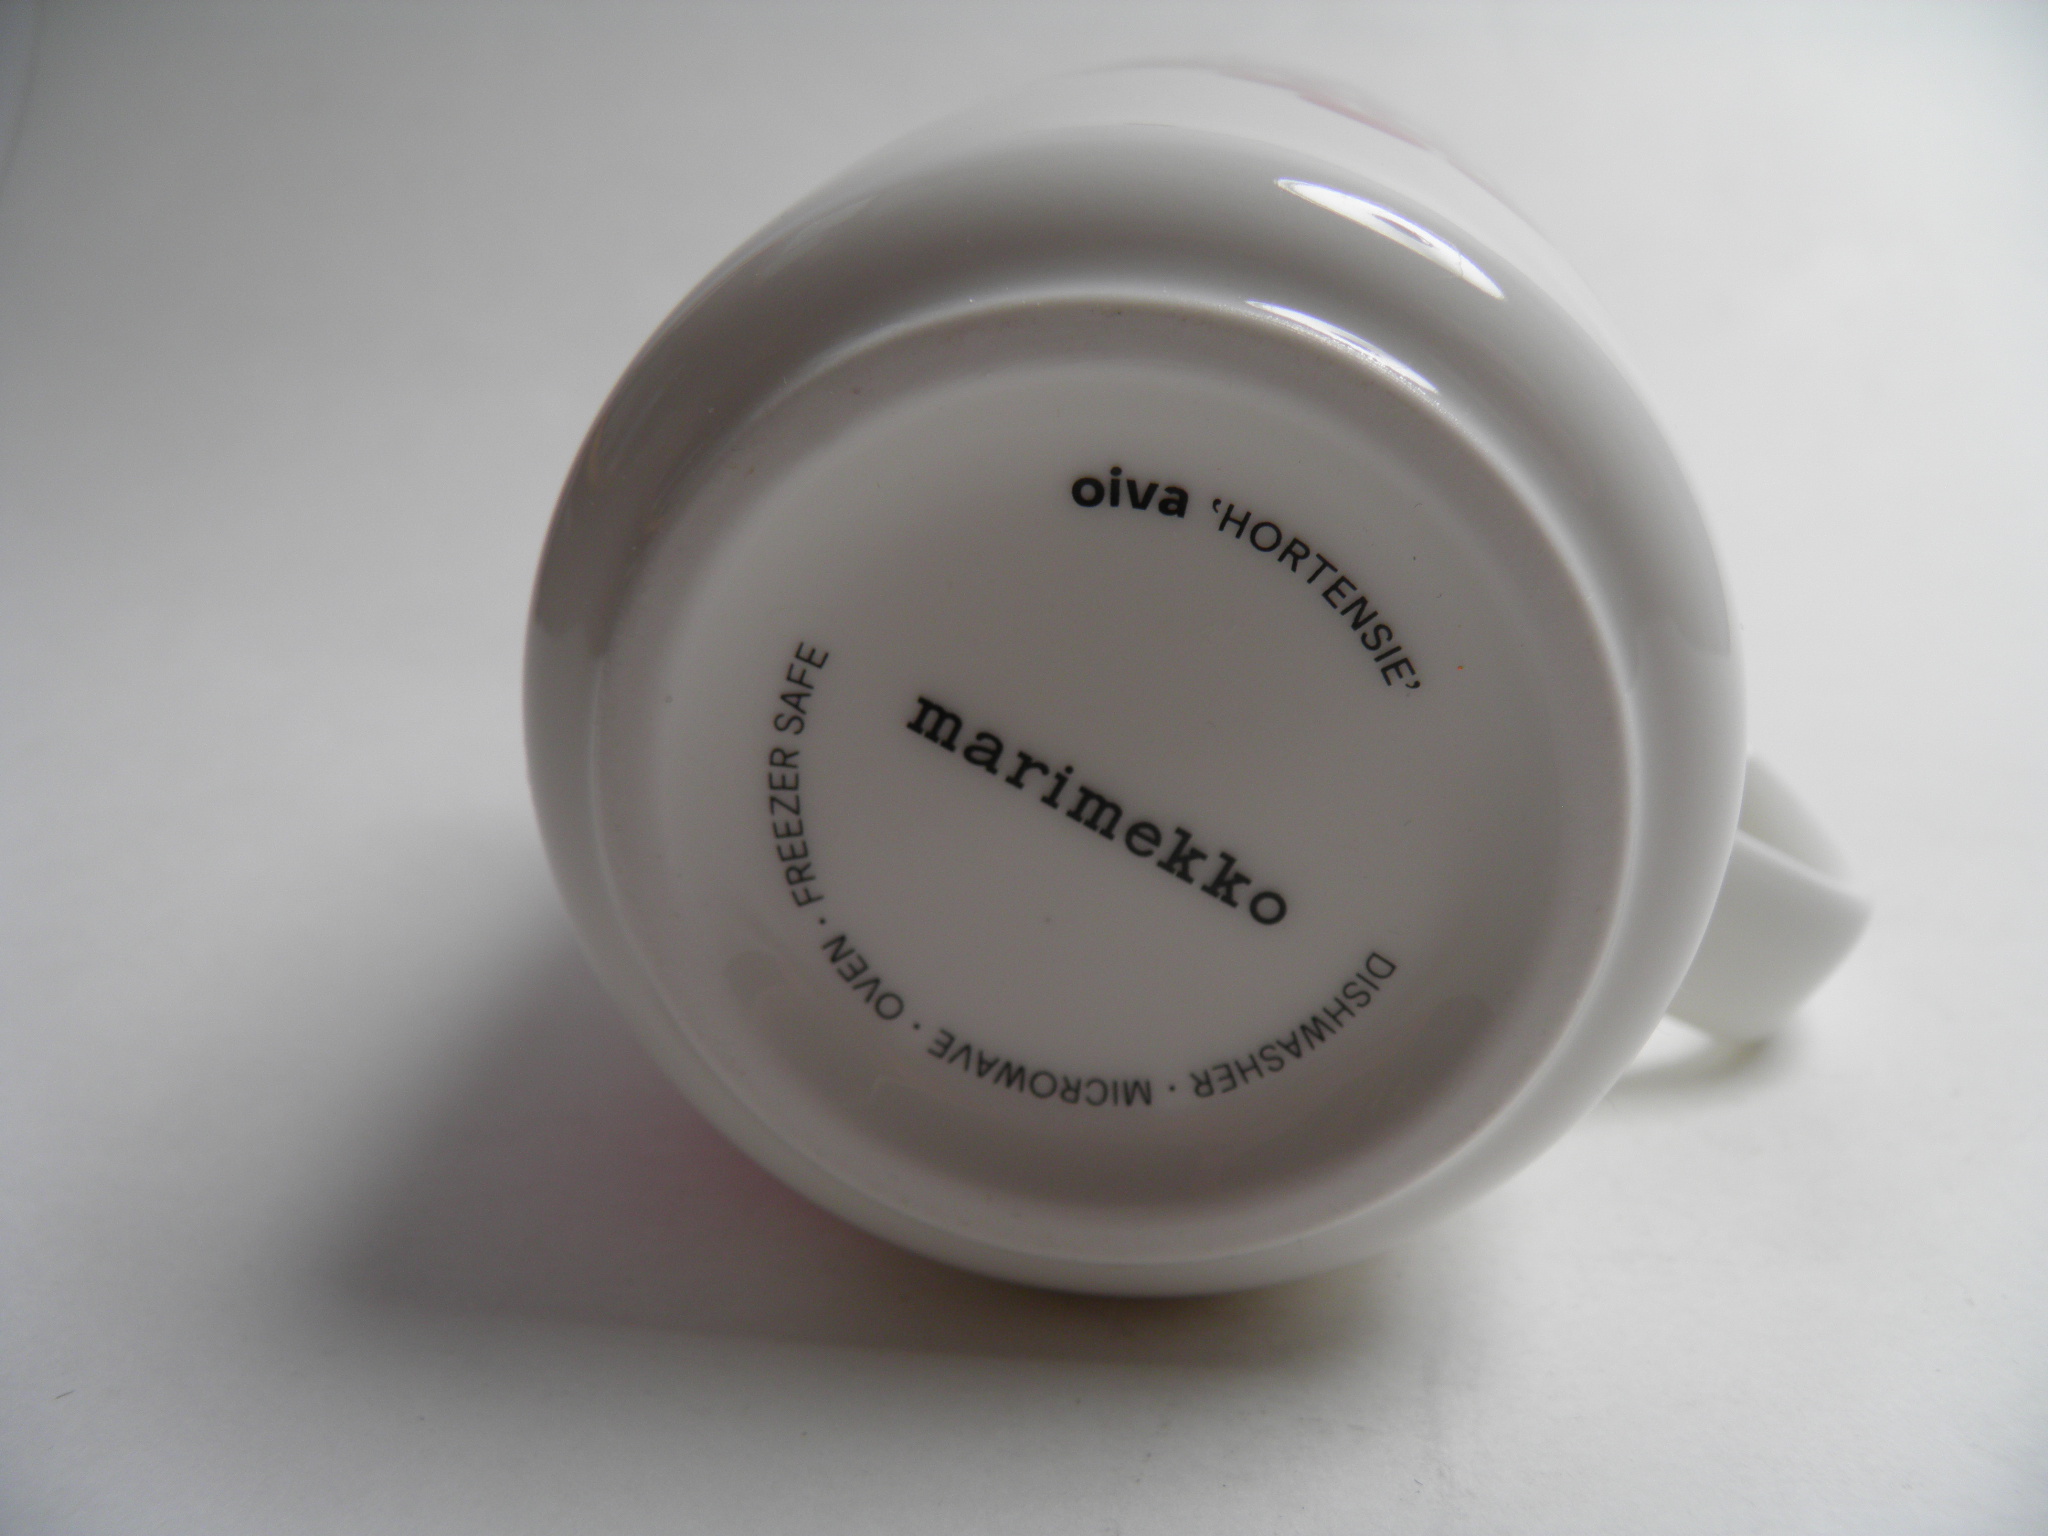 oiva ‘HORTENSIE’
marimekko
DISHWASHER · MICROWAVE · OVEN · FREEZER SAFE